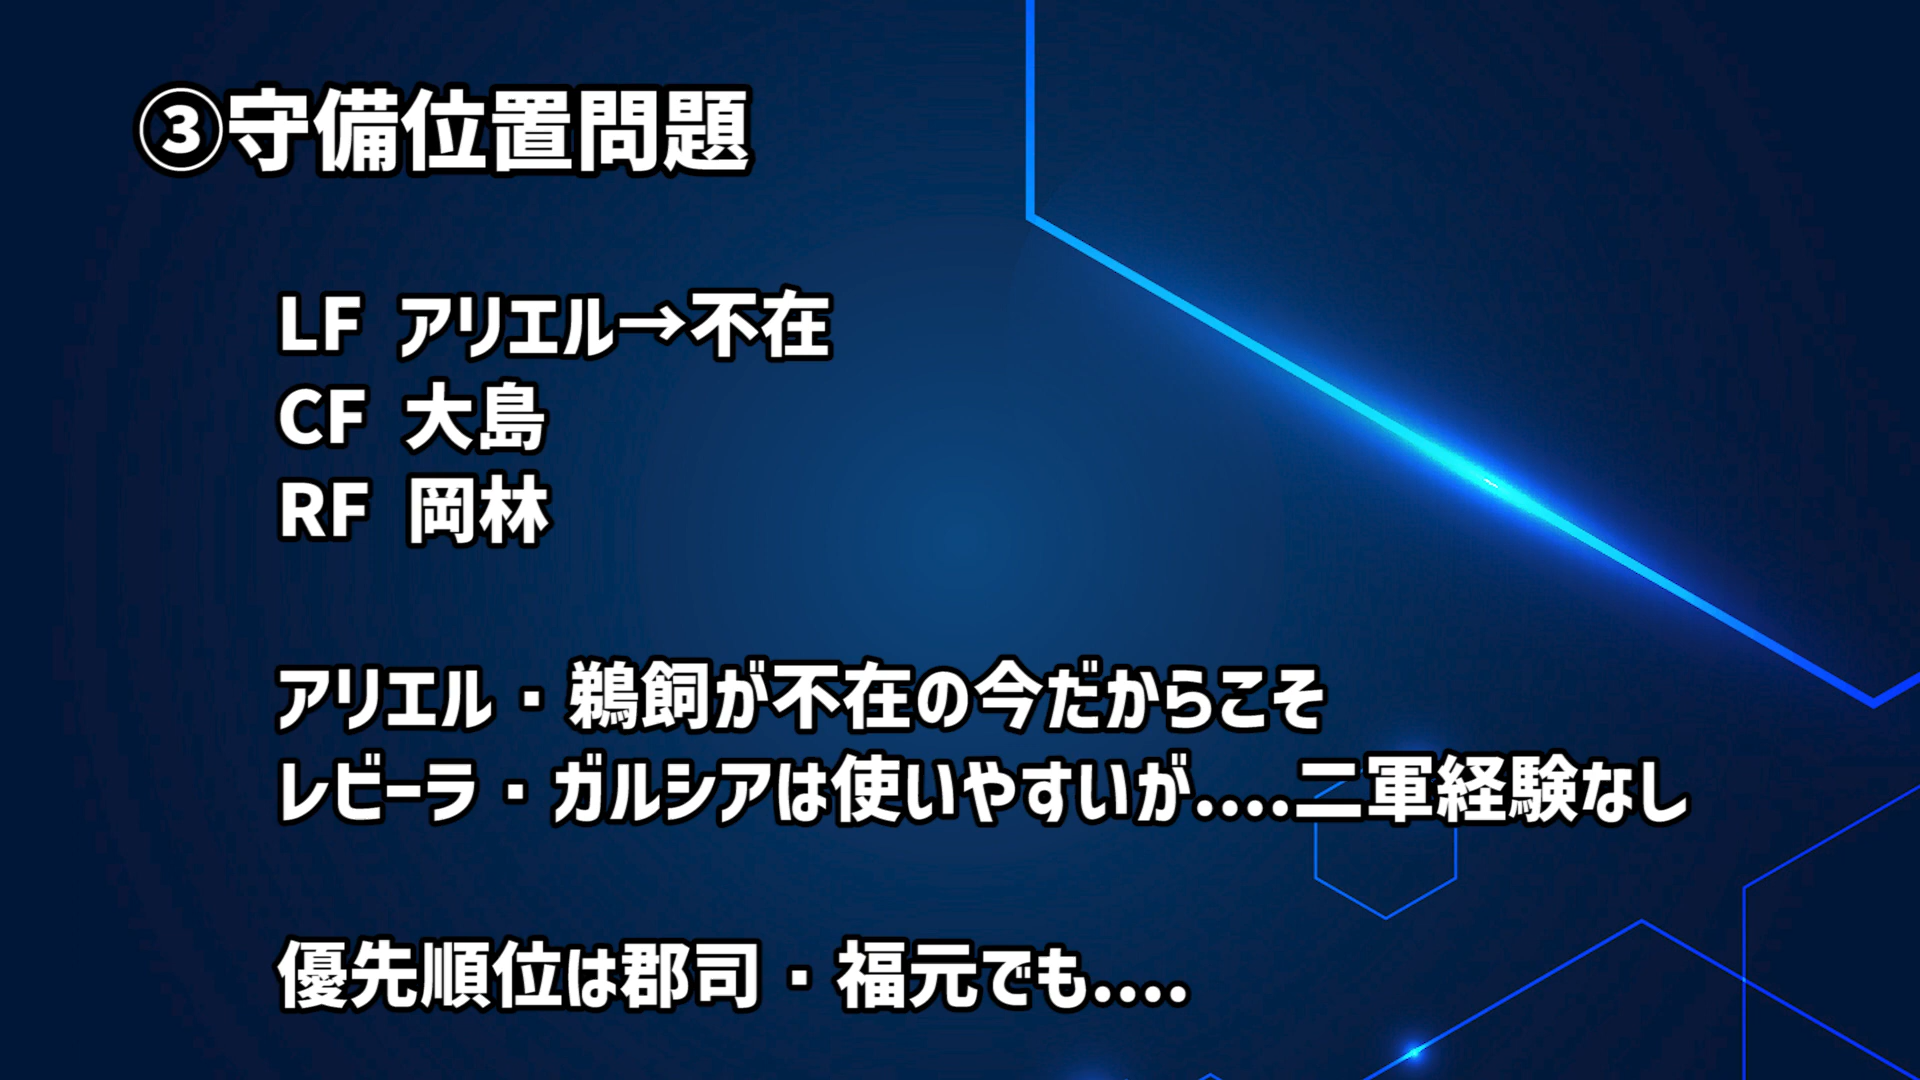 ③守備位置問題
LF アリエル→不在
CF 大島
RF 岡林
アリエル・鵜飼が不在の今だからこそ
レビーラ・ガルシアは使いやすいが....二軍経験なし
優先順位は郡司・福元でも....